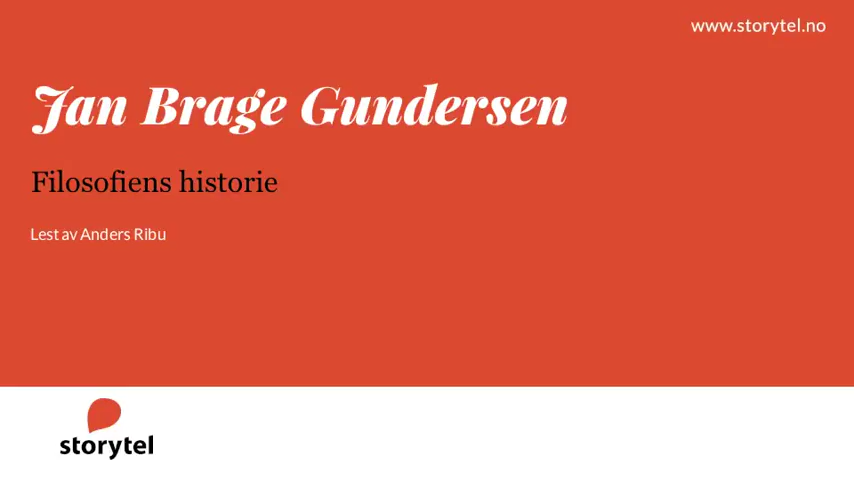 www.storytel.no
Jan Brage Gundersen
Filosofiens historie
Lest av Anders Ribu
storytel